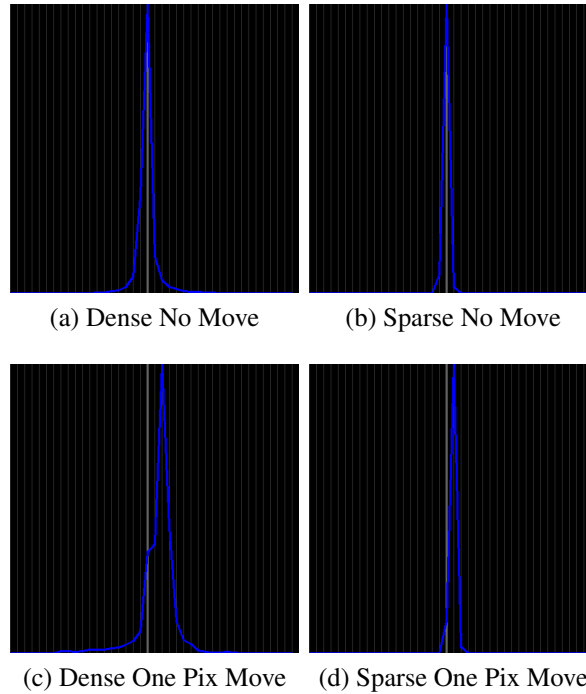 (a) Dense No Move
(b) Sparse No Move
(c) Dense One Pix Move
(d) Sparse One Pix Move